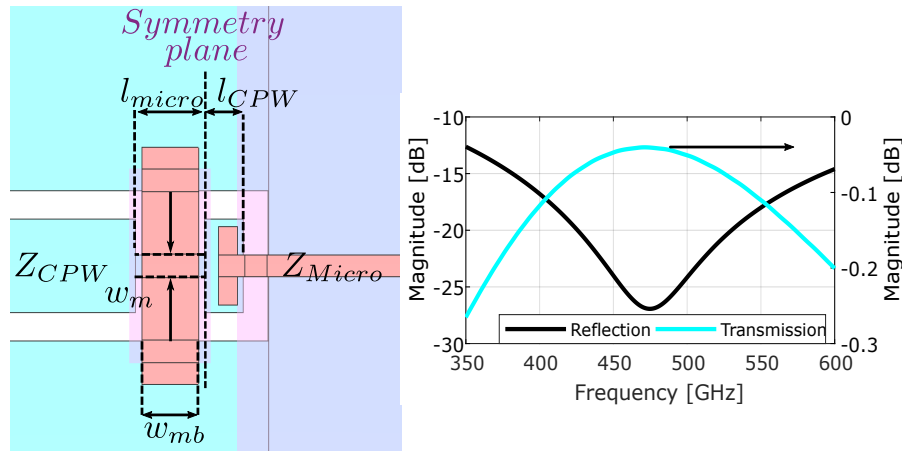 Symmetry
plane
l_micro l_CPW
Z_CPW
Z_Micro
w_m
w_mb
-10
-15
-20
-25
-30
Magnitude [dB]
0
-0.1
-0.2
-0.3
Magnitude [dB]
Reflection Transmission
350 400 450 500 550 600
Frequency [GHz]